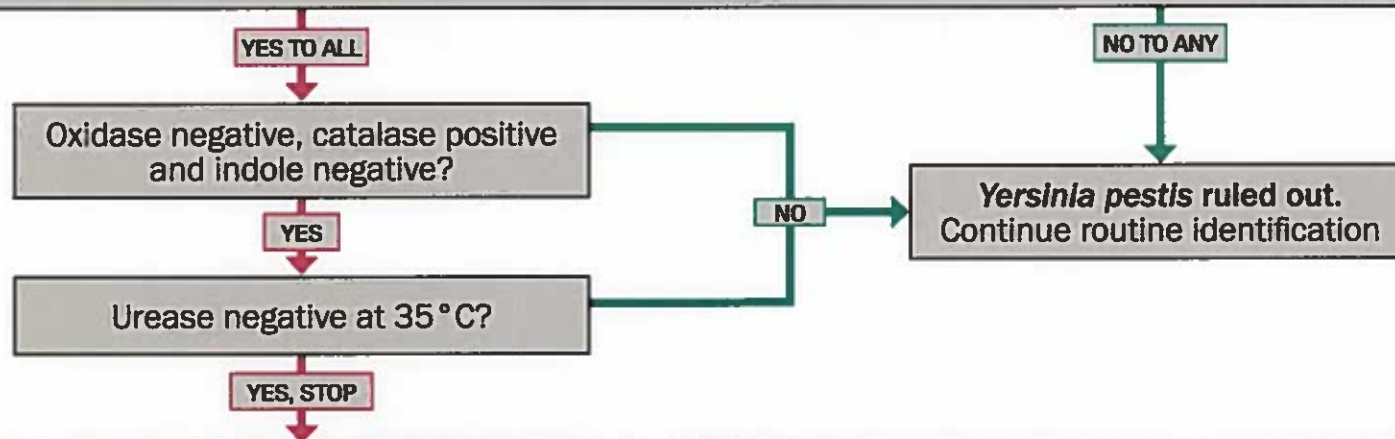 YES TO ALL
NO TO ANY
Oxidase negative, catalase positive
and indole negative?
NO
Yersinia pestis ruled out.
Continue routine identification
YES
Urease negative at 35°C?
YES, STOP